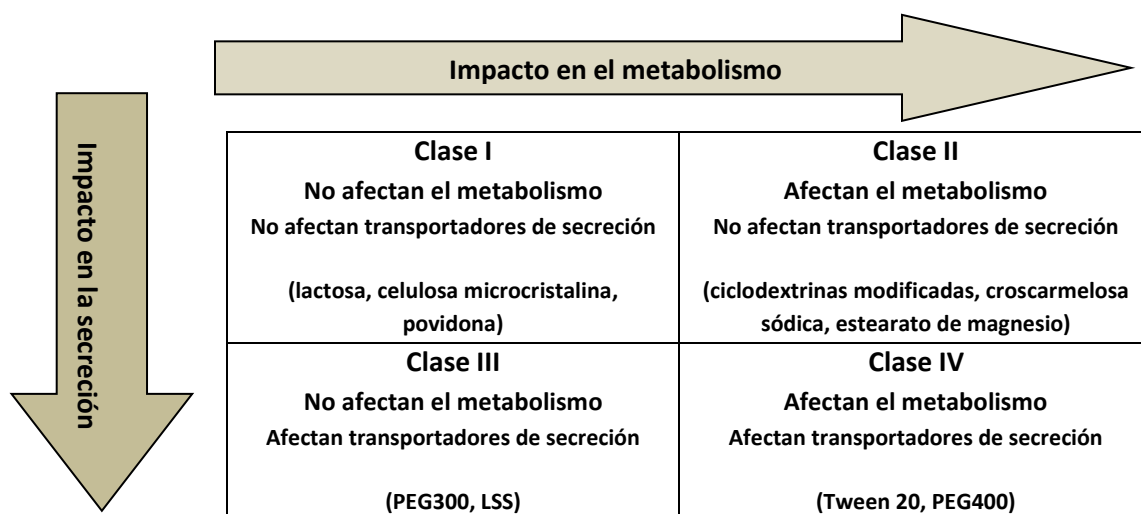 Impacto en el metabolismo
Impacto en la secreción
Clase I
No afectan el metabolismo
No afectan transportadores de secreción
(lactosa, celulosa microcristalina,
povidona)
Clase II
Afectan el metabolismo
No afectan transportadores de secreción
(ciclodextrinas modificadas, croscarmelosa
sódica, estearato de magnesio)
Clase III
No afectan el metabolismo
Afectan transportadores de secreción
(PEG300, LSS)
Clase IV
Afectan el metabolismo
Afectan transportadores de secreción
(Tween 20, PEG400)